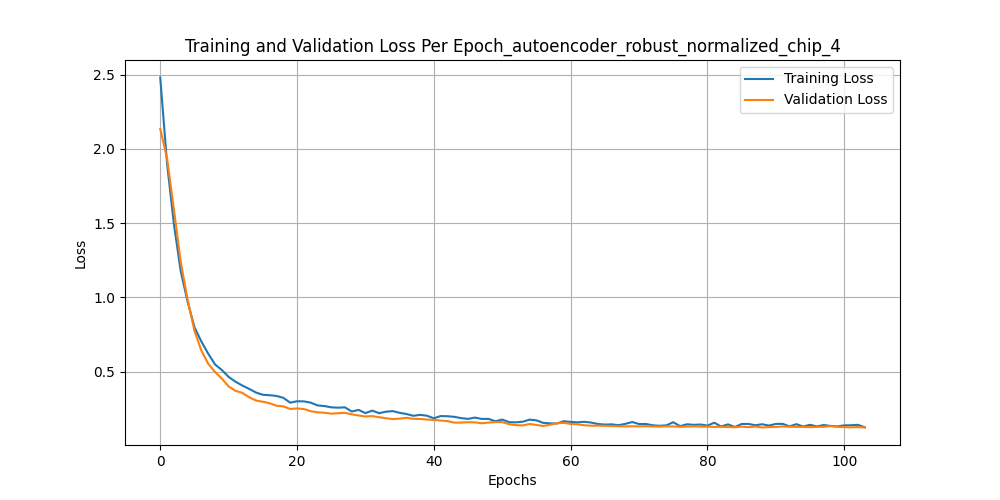 Training and Validation Loss Per Epoch_autoencoder_robust_normalized_chip_4
Training Loss
Validation Loss
2.5
2.0
1.5
1.0
0.5
Loss
0
20
40
60
80
100
Epochs